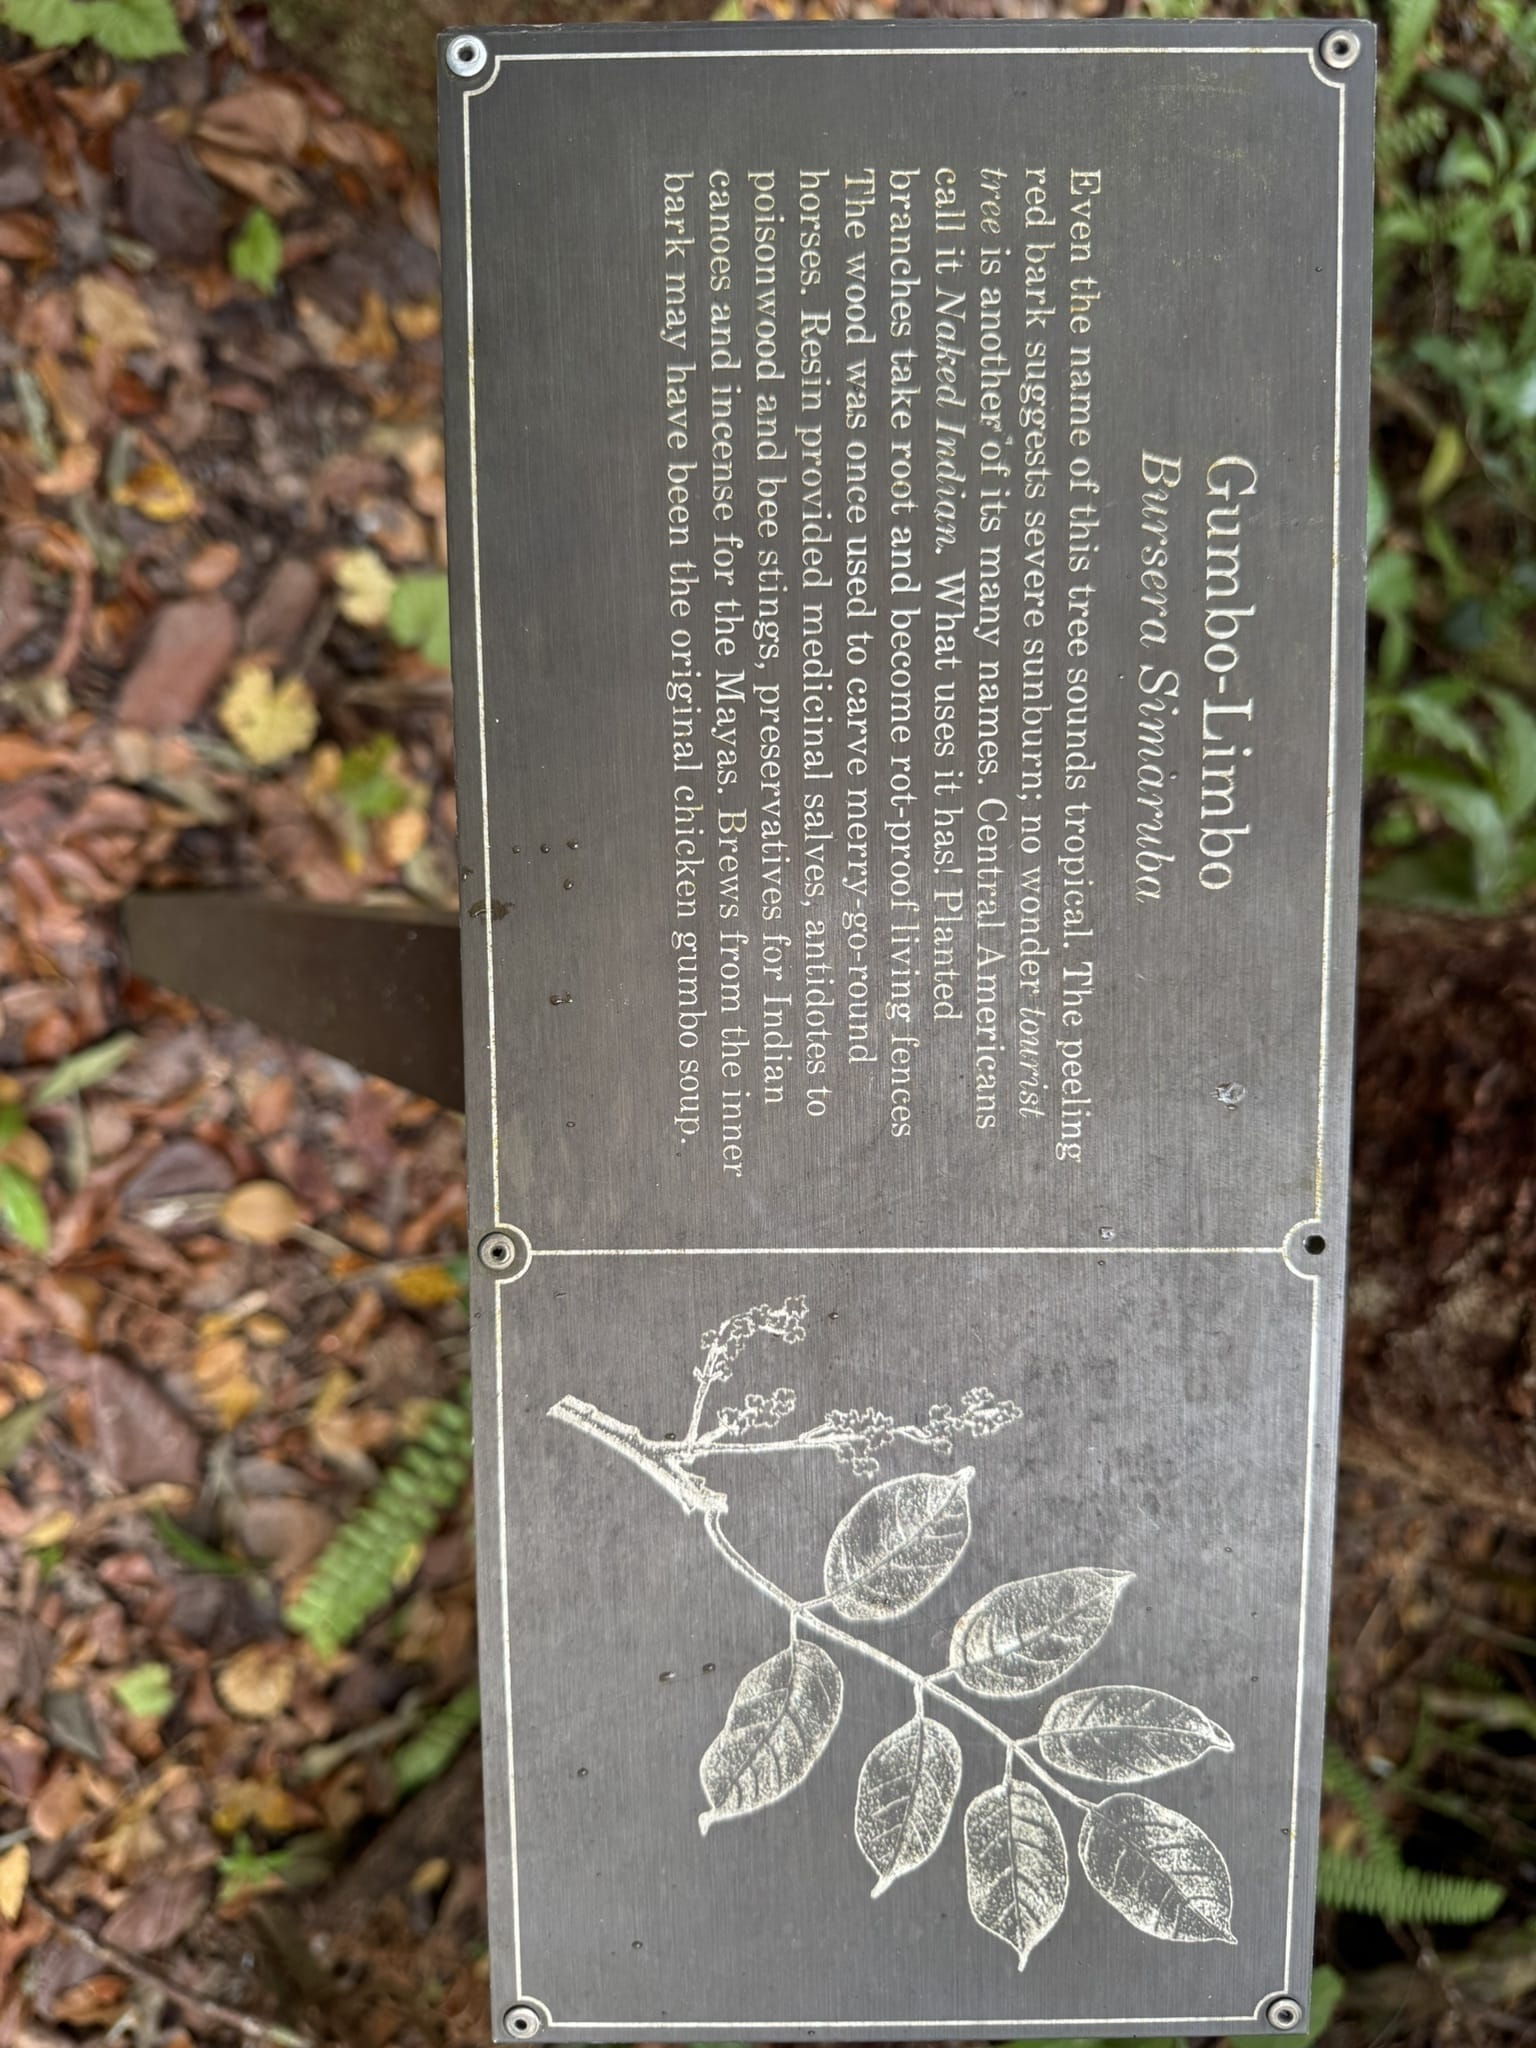 Gumbo-Limbo
Bursera Simaruba
Even the name of this tree sounds tropical. The peeling
red bark suggests severe sunburn; no wonder tourist
tree is another of its many names. Central Americans
call it Naked Indian. What uses it has! Planted
branches take root and become rot-proof living fences
The wood was once used to carve merry-go-round
horses. Resin provided medicinal salves, antidotes to
poisonwood and bee stings, preservatives for Indian
canoes and incense for the Mayas. Brews from the inner
bark may have been the original chicken gumbo soup.